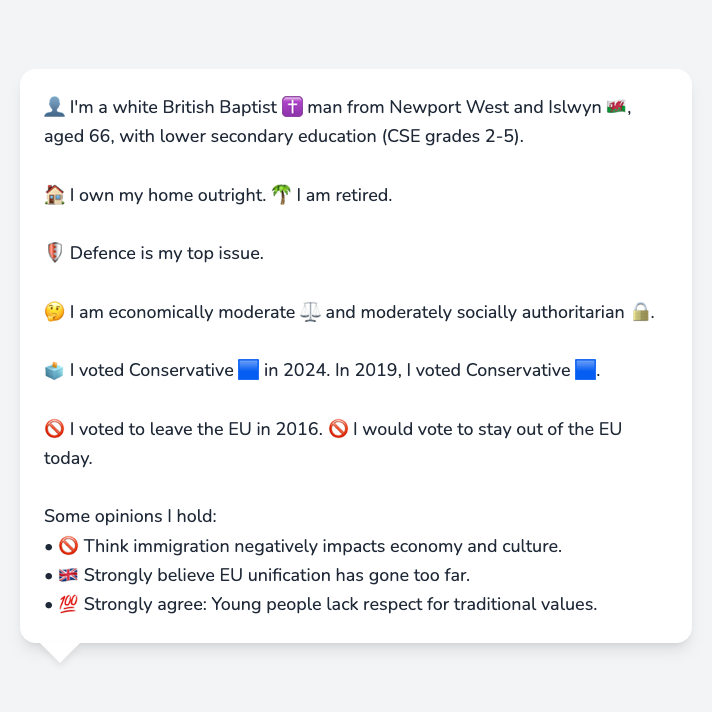 👤 I'm a white British Baptist ✝️ man from Newport West and Islwyn 🏴󠁧󠁢󠁷󠁬󠁳󠁿,
aged 66, with lower secondary education (CSE grades 2-5).
🏠 I own my home outright. 🌴 I am retired.
🛡️ Defence is my top issue.
🤔 I am economically moderate ⚖️ and moderately socially authoritarian 🔒.
🗳️ I voted Conservative 🟦 in 2024. In 2019, I voted Conservative 🟦.
🚫 I voted to leave the EU in 2016. 🚫 I would vote to stay out of the EU
today.
Some opinions I hold:
• 🚫 Think immigration negatively impacts economy and culture.
• 🇬🇧 Strongly believe EU unification has gone too far.
• 💯 Strongly agree: Young people lack respect for traditional values.